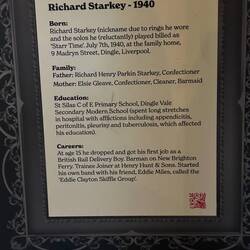 Richard Starkey - 1940
Born:
Richard Starkey (nickname due to rings he wore
and the solos he (reluctantly) played billed as
'Starr Time'. July 7th, 1940, at the family home,
9 Madryn Street, Dingle, Liverpool.
Family:
Father: Richard Henry Parkin Starkey, Confectioner
Mother: Elsie Gleave, Confectioner, Cleaner, Barmaid
Education:
St Silas C of E Primary School, Dingle Vale
Secondary Modern School (spent long stretches
in hospital with afflictions including appendicitis,
peritonitis, pleurisy and tuberculosis, which affected
his education).
Careers:
At age 15 he dropped and got his first job as a
British Rail Delivery Boy. Barman on New Brighton
Ferry. Trainee Joiner at Henry Hunt & Sons. Started
his own band with his friend, Eddie Miles, called the
'Eddie Clayton Skiffle Group'.